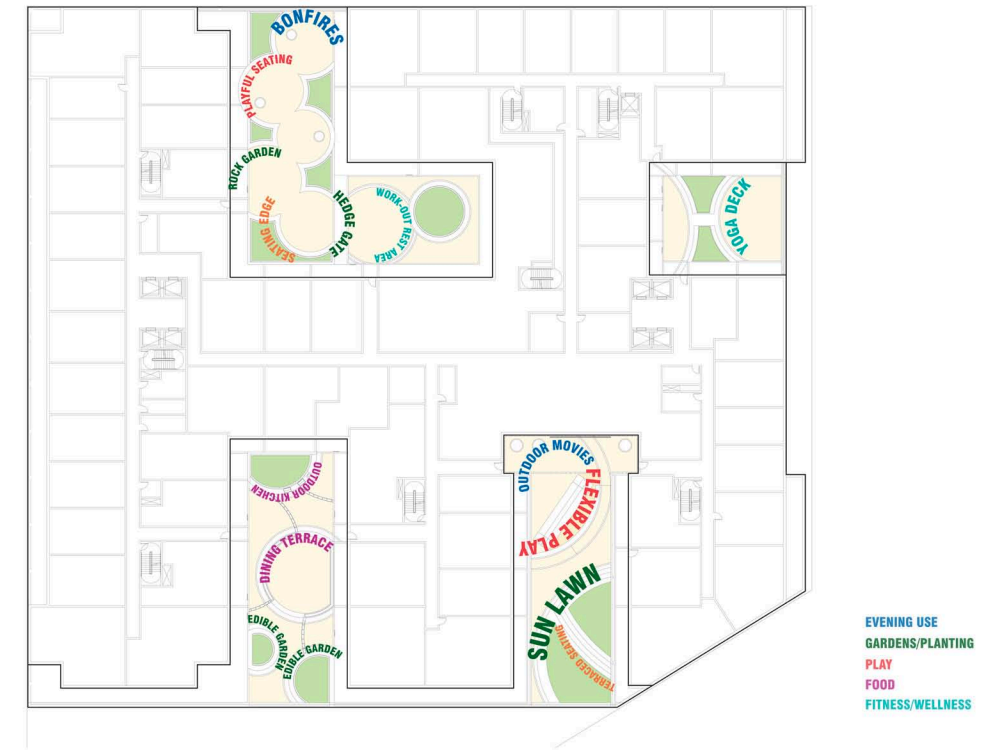 BONFIRES
PLAYFUL SEATING
ROCK GARDEN
SEATING EDGE
HEDGE GATE
WORK-OUT REST AREA
YOGA DECK
OUTDOOR KITCHEN
DINING TERRACE
EDIBLE GARDEN
EDIBLE GARDEN
OUTDOOR MOVIES
FLEXIBLE PLAY
SUN LAWN
TERRACED SEATING
EVENING USE
GARDENS/PLANTING
PLAY
FOOD
FITNESS/WELLNESS